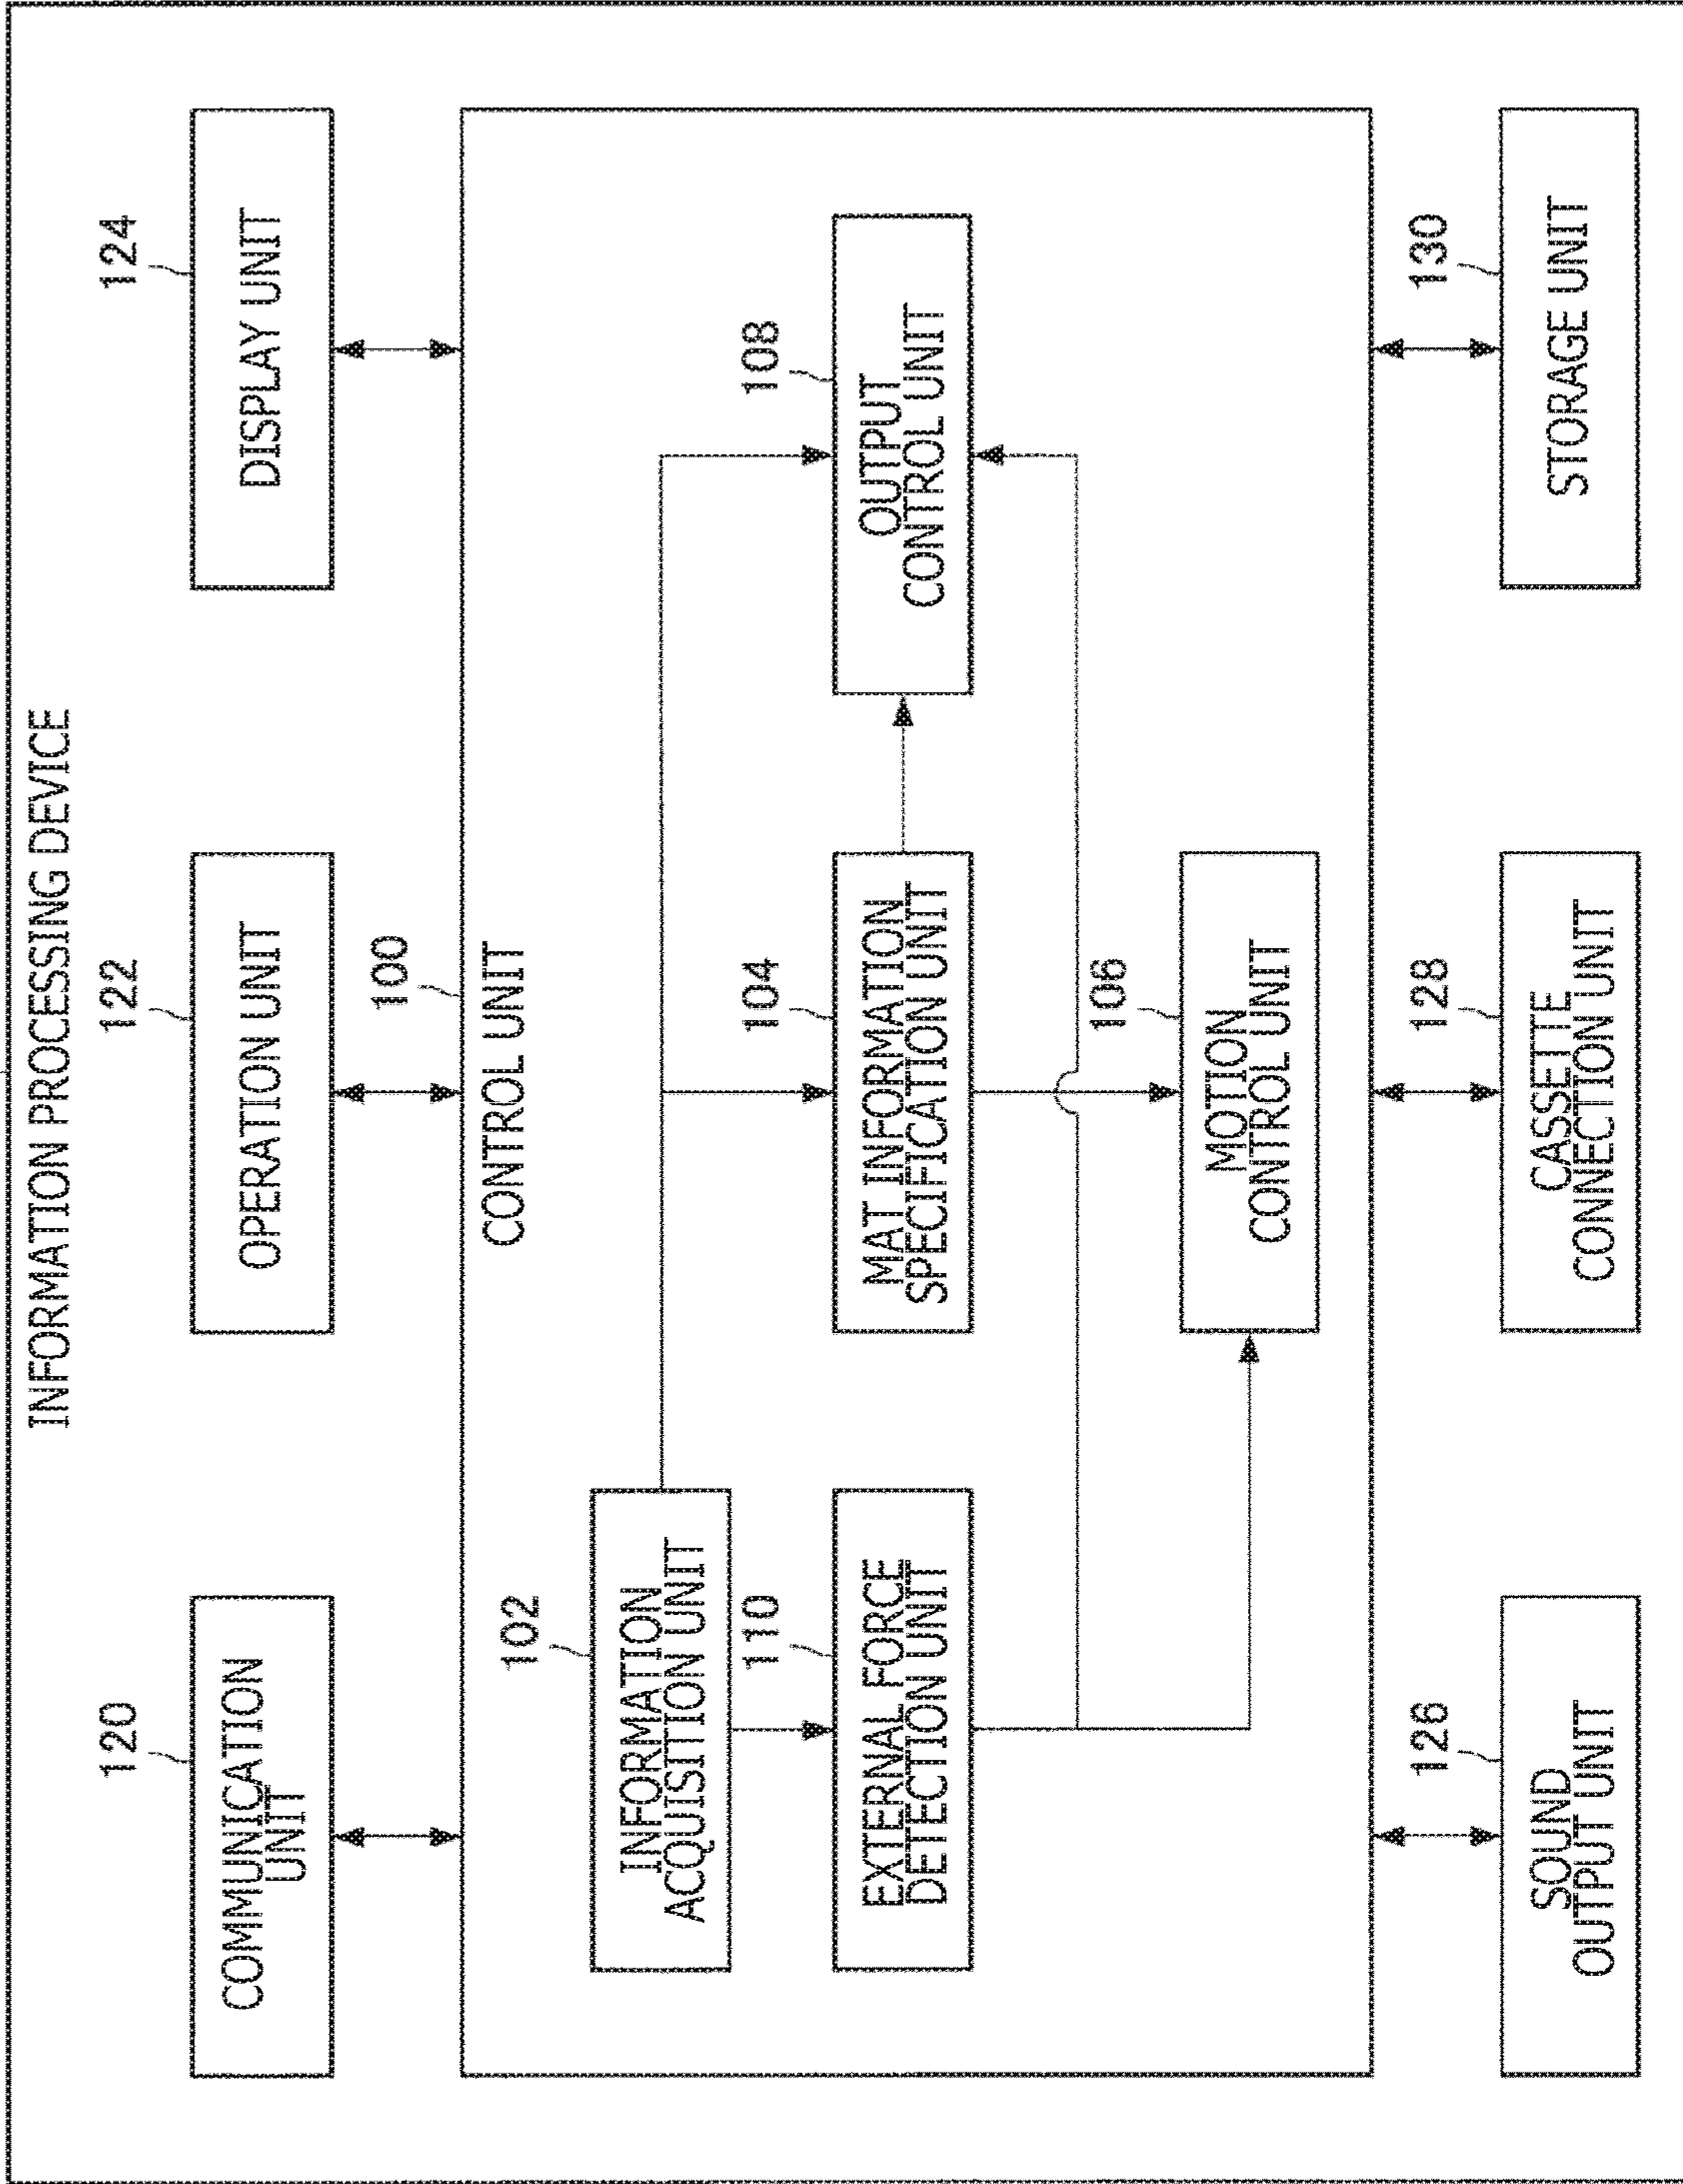 INFORMATION PROCESSING DEVICE
120
122
124
COMMUNICATION
UNIT
OPERATION UNIT
DISPLAY UNIT
100
CONTROL UNIT
102
INFORMATION
ACQUISITION UNIT
110
104
108
EXTERNAL FORCE
DETECTION UNIT
MAT INFORMATION
SPECIFICATION UNIT
OUTPUT
CONTROL UNIT
106
MOTION
CONTROL UNIT
126
128
130
SOUND
OUTPUT UNIT
CASSETTE
CONNECTION UNIT
STORAGE UNIT